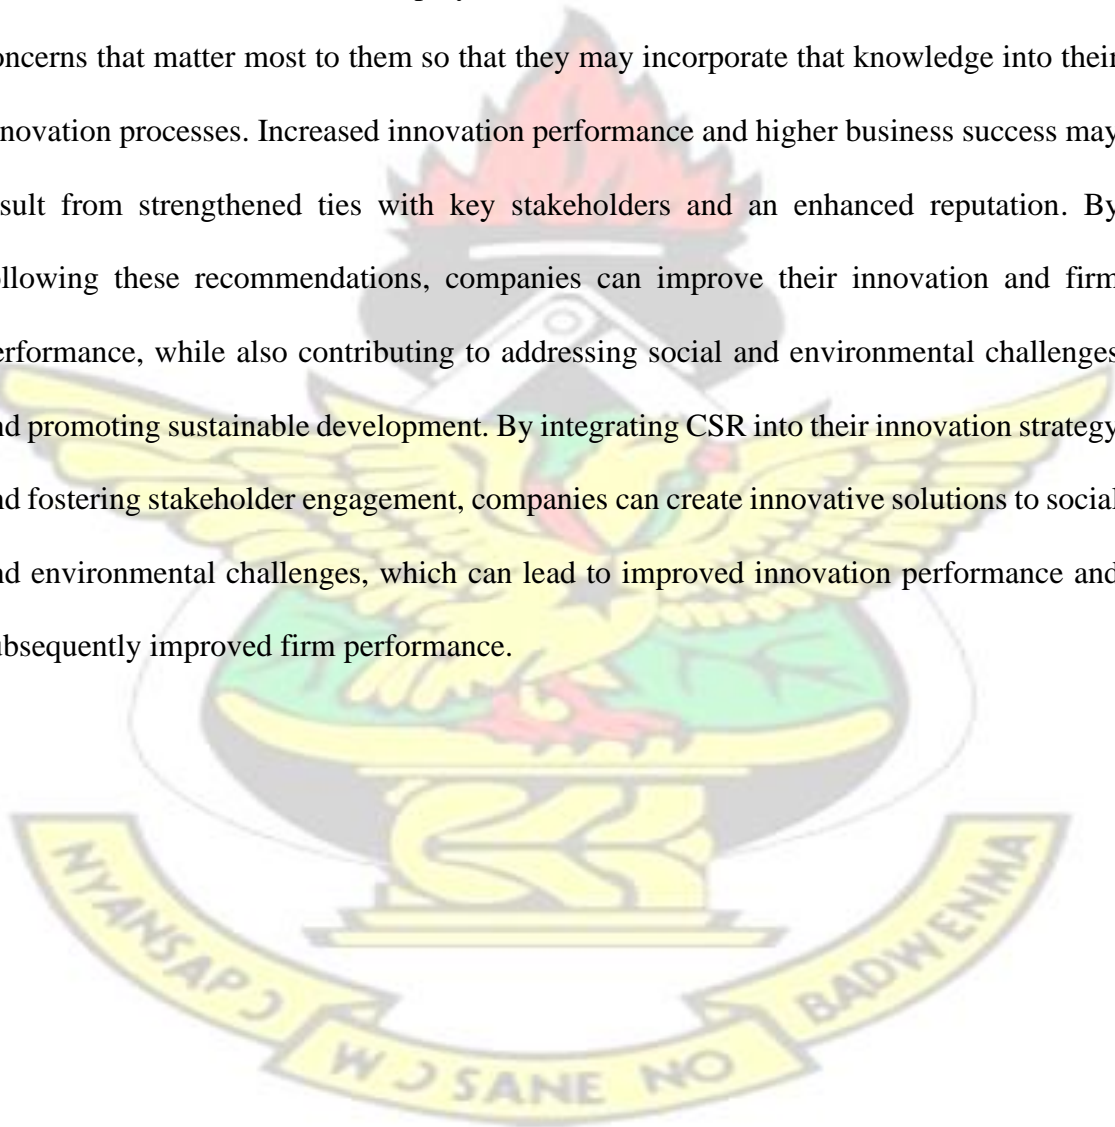 oncerns that matter most to them so that they may incorporate that knowledge into their
nnovation processes. Increased innovation performance and higher business success may
sult from strengthened ties with key stakeholders and an enhanced reputation. By
ollowing these recommendations, companies can improve their innovation and firm
erformance, while also contributing to addressing social and environmental challenges
nd promoting sustainable development. By integrating CSR into their innovation strategy
nd fostering stakeholder engagement, companies can create innovative solutions to social
nd environmental challenges, which can lead to improved innovation performance and
ubsequently improved firm performance.
NYANSAPƆ
WƆ SANE NO
BADWENMA